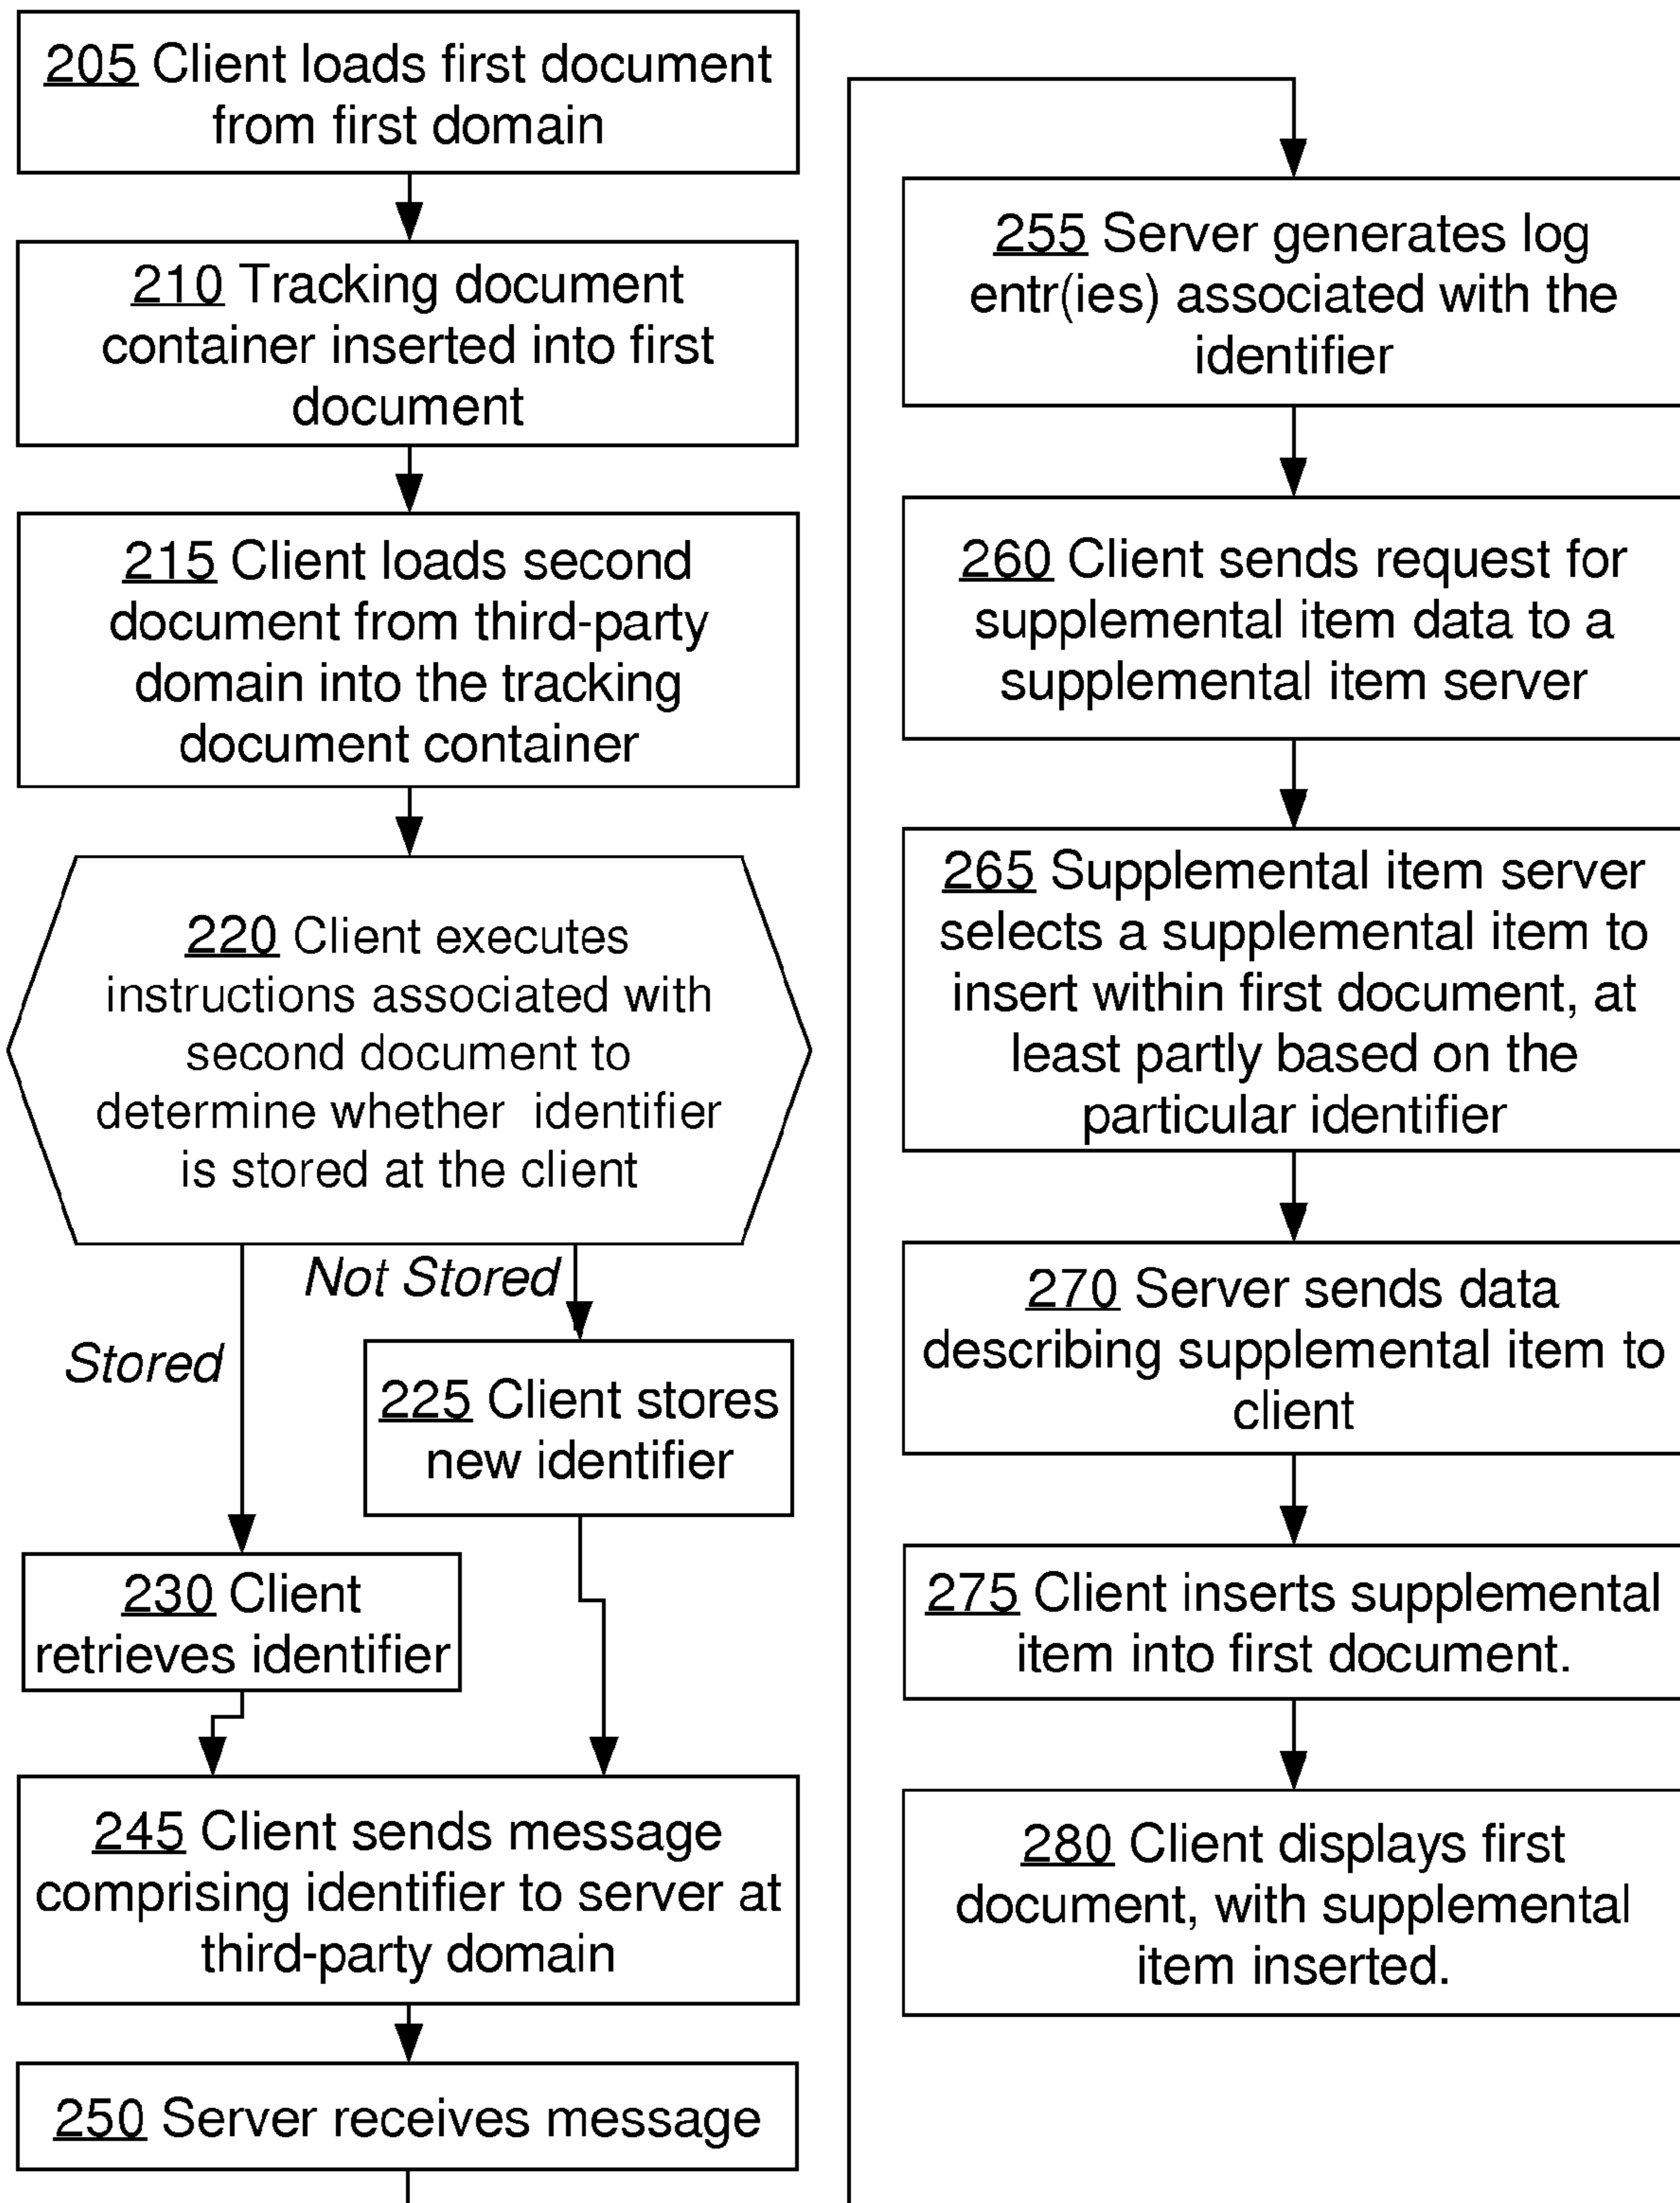 205 Client loads first document
from first domain
210 Tracking document
container inserted into first
document
215 Client loads second
document from third-party
domain into the tracking
document container
220 Client executes
instructions associated with
second document to
determine whether identifier
is stored at the client
Not Stored
Stored
225 Client stores
new identifier
230 Client
retrieves identifier
245 Client sends message
comprising identifier to server at
third-party domain
250 Server receives message
255 Server generates log
entr(ies) associated with the
identifier
260 Client sends request for
supplemental item data to a
supplemental item server
265 Supplemental item server
selects a supplemental item to
insert within first document, at
least partly based on the
particular identifier
270 Server sends data
describing supplemental item to
client
275 Client inserts supplemental
item into first document.
280 Client displays first
document, with supplemental
item inserted.